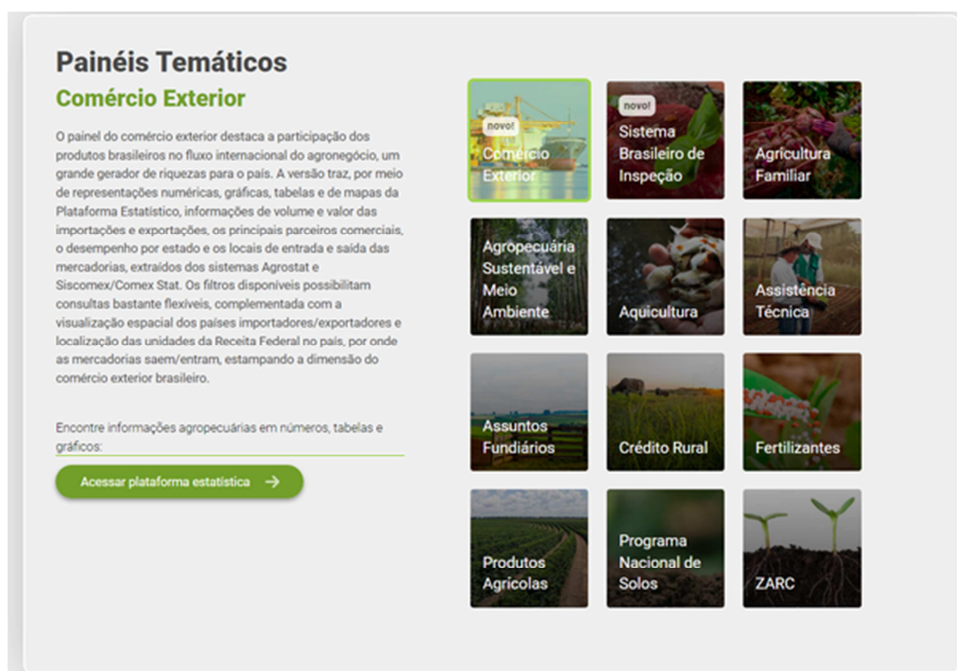 Painéis Temáticos
Comércio Exterior
O painel do comércio exterior destaca a participação dos
produtos brasileiros no fluxo internacional do agronegócio, um
grande gerador de riquezas para o país. A versão traz, por meio
de representações numéricas, gráficas, tabelas e de mapas da
Plataforma Estatístico, informações de volume e valor das
importações e exportações, os principais parceiros comerciais,
o desempenho por estado e os locais de entrada e saída das
mercadorias, extraídos dos sistemas Agrostat e
Siscomex/Comex Stat. Os filtros disponíveis possibilitam
consultas bastante flexíveis, complementada com a
visualização espacial dos países importadores/exportadores e
localização das unidades da Receita Federal no país, por onde
as mercadorias saem/entram, estampando a dimensão do
comércio exterior brasileiro.
Encontre informações agropecuárias em números, tabelas e
gráficos:
Acessar plataforma estatística
novo!
Comércio
Exterior
novo!
Sistema
Brasileiro de
Inspeção
Agricultura
Familiar
Agropecuária
Sustentável e
Meio
Ambiente
Aquicultura
Assistência
Técnica
Assuntos
Fundiários
Crédito Rural
Fertilizantes
Produtos
Agrícolas
Programa
Nacional de
Solos
ZARC